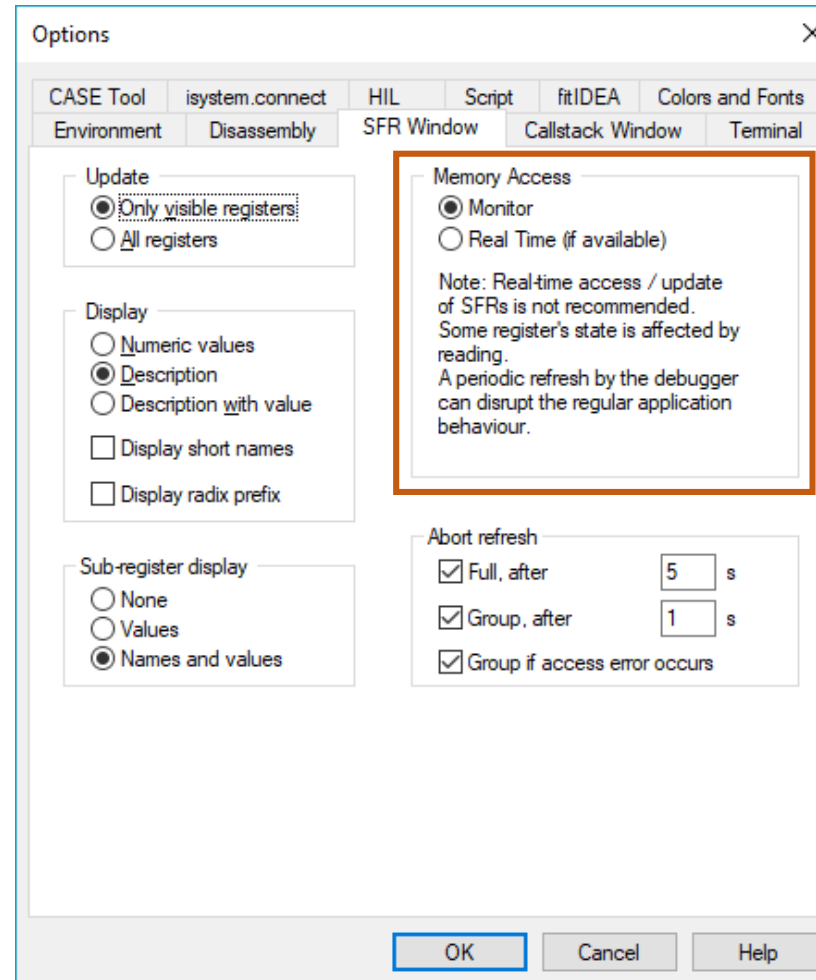 Options
CASE Tool isystem.connect HIL Script fitIDEA Colors and Fonts
Environment Disassembly SFR Window Callstack Window Terminal
Update
Only visible registers
All registers
Display
Numeric values
Description
Description with value
Display short names
Display radix prefix
Sub-register display
None
Values
Names and values
Memory Access
Monitor
Real Time (if available)
Note: Real-time access / update
of SFRs is not recommended.
Some register's state is affected by
reading.
A periodic refresh by the debugger
can disrupt the regular application
behaviour.
Abort refresh
Full, after 5 s
Group, after 1 s
Group if access error occurs
OK Cancel Help